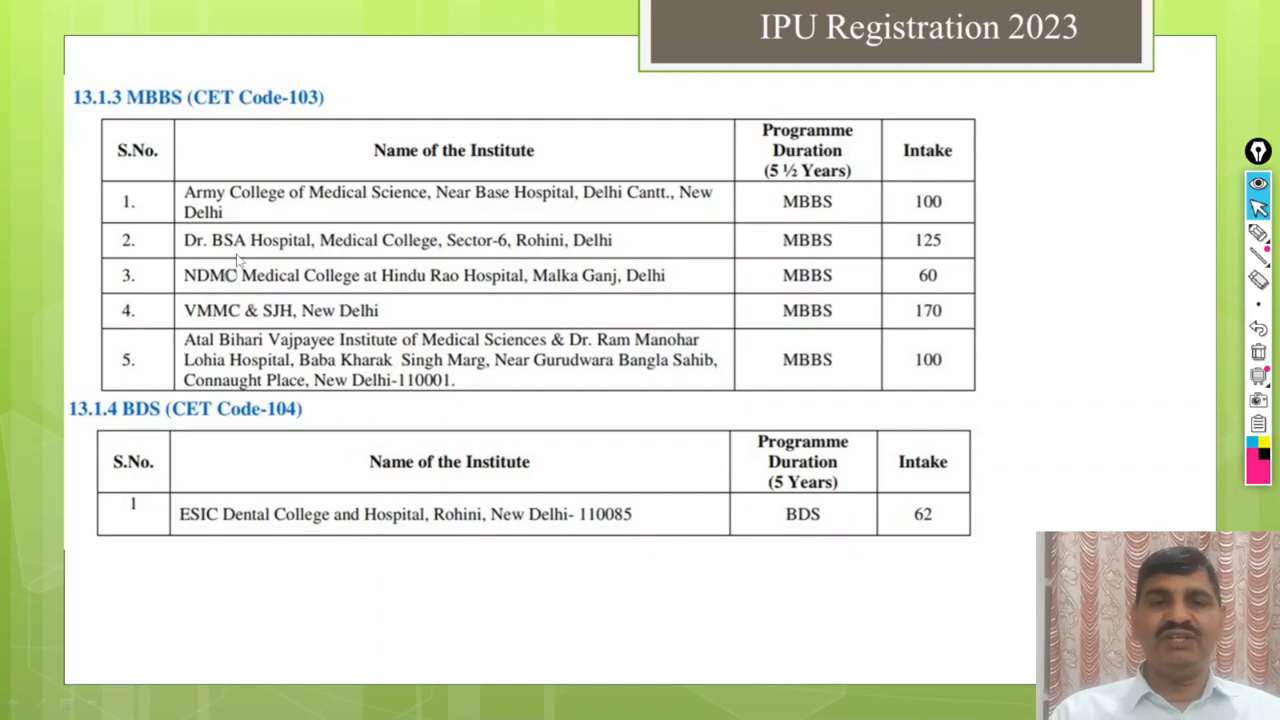 IPU Registration 2023
13.1.3 MBBS (CET Code-103)
S.No. Name of the Institute Programme Duration (5 ½ Years) Intake
1. Army College of Medical Science, Near Base Hospital, Delhi Cantt., New
Delhi MBBS 100
2. Dr. BSA Hospital, Medical College, Sector-6, Rohini, Delhi MBBS 125
3. NDMC Medical College at Hindu Rao Hospital, Malka Ganj, Delhi MBBS 60
4. VMMC & SJH, New Delhi MBBS 170
5. Atal Bihari Vajpayee Institute of Medical Sciences & Dr. Ram Manohar
Lohia Hospital, Baba Kharak Singh Marg, Near Gurudwara Bangla Sahib,
Connaught Place, New Delhi-110001. MBBS 100
13.1.4 BDS (CET Code-104)
S.No. Name of the Institute Programme Duration (5 Years) Intake
1 ESIC Dental College and Hospital, Rohini, New Delhi- 110085 BDS 62